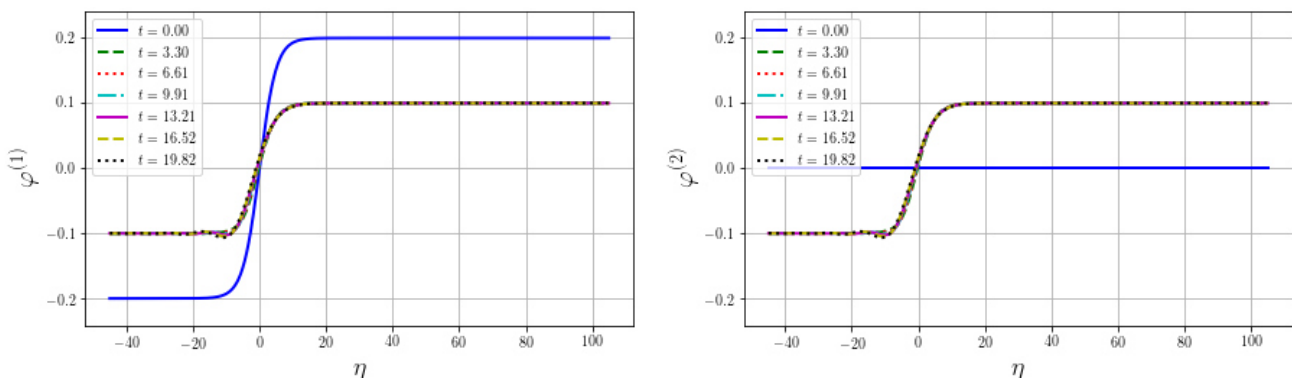 0.2
0.1
0.0
−0.1
−0.2
φ(1)
t = 0.00
t = 3.30
t = 6.61
t = 9.91
t = 13.21
t = 16.52
t = 19.82
−40 −20 0 20 40 60 80 100
η
0.2
0.1
0.0
−0.1
−0.2
φ(2)
t = 0.00
t = 3.30
t = 6.61
t = 9.91
t = 13.21
t = 16.52
t = 19.82
−40 −20 0 20 40 60 80 100
η